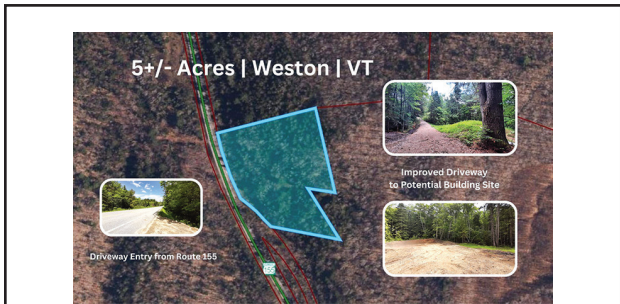 5+/- Acres | Weston | VT
Improved Driveway
to Potential Building Site
Driveway Entry from Route 155
155